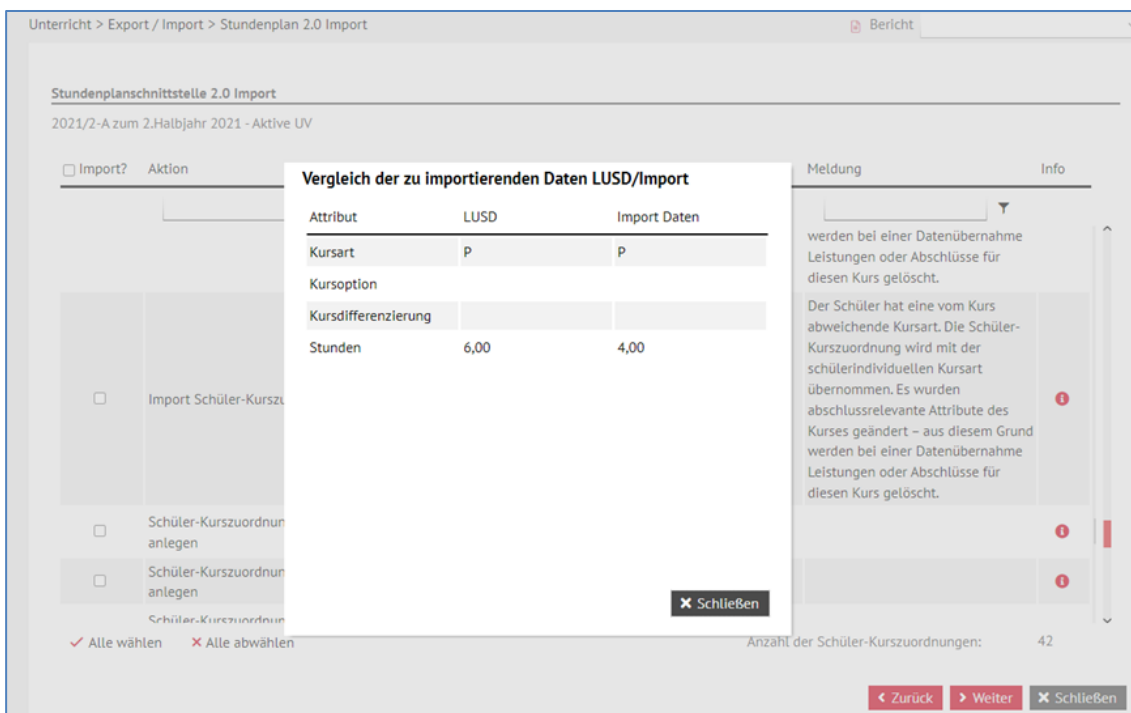 Unterricht > Export / Import > Stundenplan 2.0 Import
Bericht
Stundenplanschnittstelle 2.0 Import
2021/2-A zum 2.Halbjahr 2021 - Aktive UV
Import? Aktion Meldung Info
Vergleich der zu importierenden Daten LUSD/Import
Attribut LUSD Import Daten
Kursart P P
Kursoption
Kursdifferenzierung
Stunden 6,00 4,00
Schließen
werden bei einer Datenübernahme
Leistungen oder Abschlüsse für
diesen Kurs gelöscht.
Import Schüler-Kurszu
Der Schüler hat eine vom Kurs
abweichende Kursart. Die Schüler-
Kurszuordnung wird mit der
schülerindividuellen Kursart
übernommen. Es wurden
abschlussrelevante Attribute des
Kurses geändert – aus diesem Grund
werden bei einer Datenübernahme
Leistungen oder Abschlüsse für
diesen Kurs gelöscht.
Schüler-Kurszuordnun
anlegen
Schüler-Kurszuordnun
anlegen
Schüler-Kurszuordnun
Alle wählen Alle abwählen Anzahl der Schüler-Kurszuordnungen: 42
Zurück Weiter Schließen